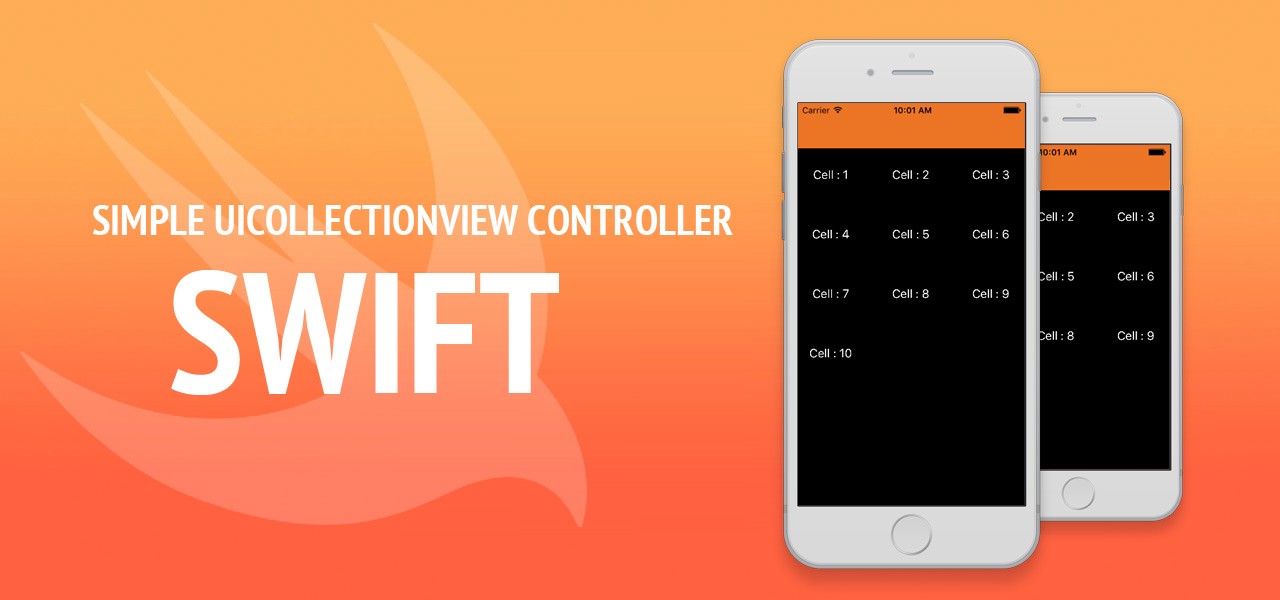 SIMPLE UICOLLECTIONVIEW CONTROLLER
SWIFT
Carrier 10:01 AM
Cell : 1 Cell : 2 Cell : 3
Cell : 4 Cell : 5 Cell : 6
Cell : 7 Cell : 8 Cell : 9
Cell : 10
10:01 AM
Cell : 2 Cell : 3
Cell : 5 Cell : 6
Cell : 8 Cell : 9